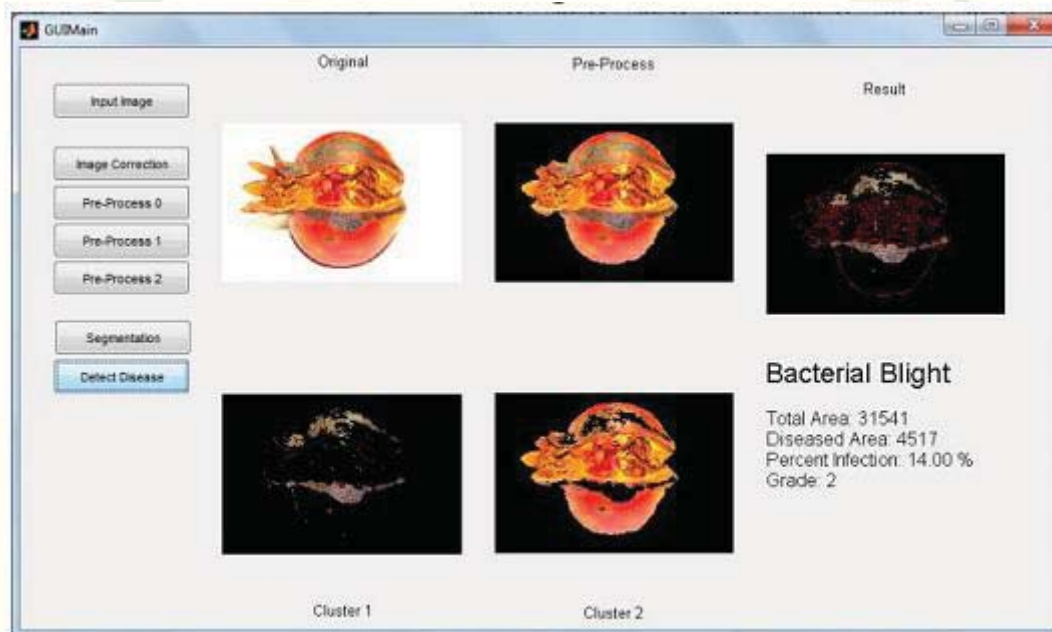 GUIMain
Original
Pre-Process
Result
Input Image
Image Correction
Pre-Process 0
Pre-Process 1
Pre-Process 2
Segmentation
Detect Disease
Bacterial Blight
Total Area: 31541
Diseased Area: 4517
Percent Infection: 14.00 %
Grade: 2
Cluster 1
Cluster 2